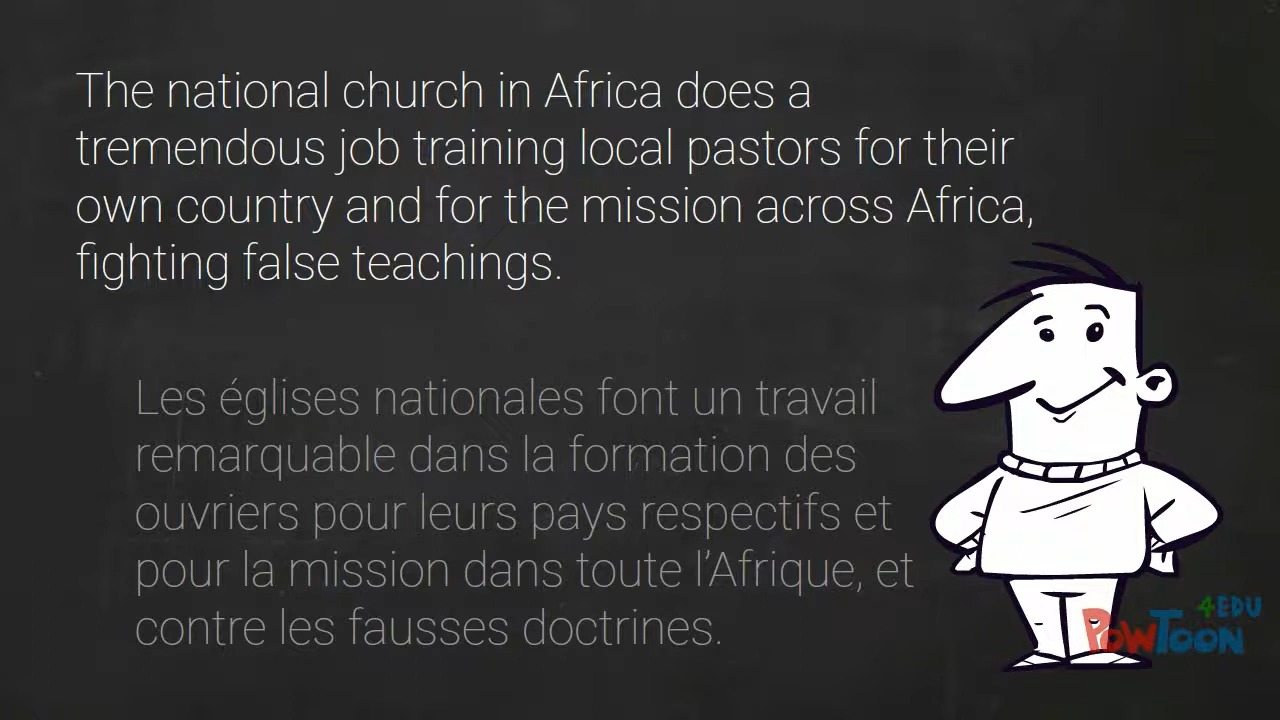 The national church in Africa does a
tremendous job training local pastors for their
own country and for the mission across Africa,
fighting false teachings.
Les églises nationales font un travail
remarquable dans la formation des
ouvriers pour leurs pays respectifs et
pour la mission dans toute l’Afrique, et
contre les fausses doctrines.
4EDU
POWTOON